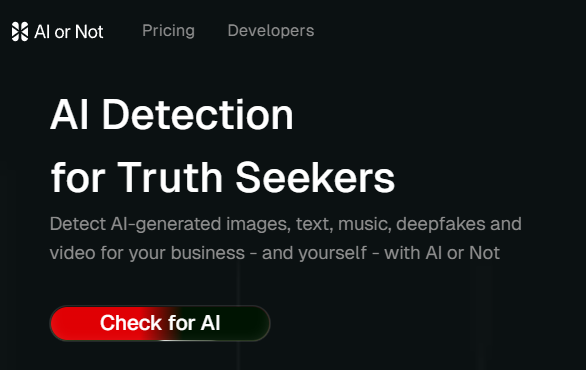 AI or Not Pricing Developers
AI Detection
for Truth Seekers
Detect AI-generated images, text, music, deepfakes and
video for your business - and yourself - with AI or Not
Check for AI